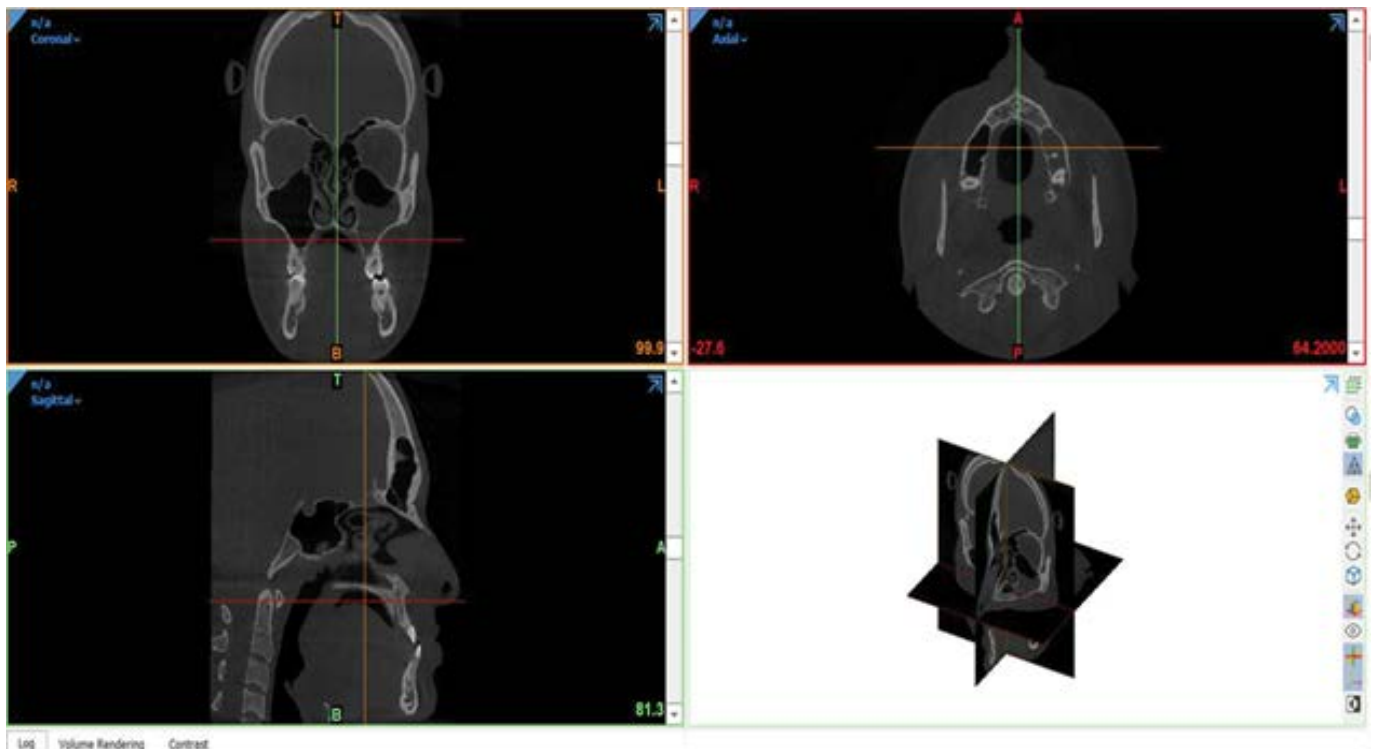 n/a
Coronal
T
R
L
B
99.9
n/a
Axial
A
R
L
P
-27.6
64.2000
n/a
Sagittal
T
P
A
B
81.3
Log
Volume Rendering
Contrast